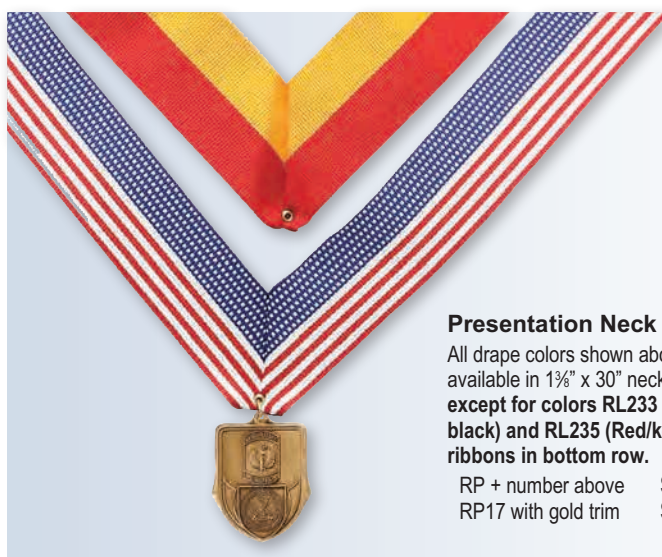 Presentation Neck
All drape colors shown abo
available in 1⅜” x 30” neck
except for colors RL233
black) and RL235 (Red/k
ribbons in bottom row.
RP + number above
RP17 with gold trim